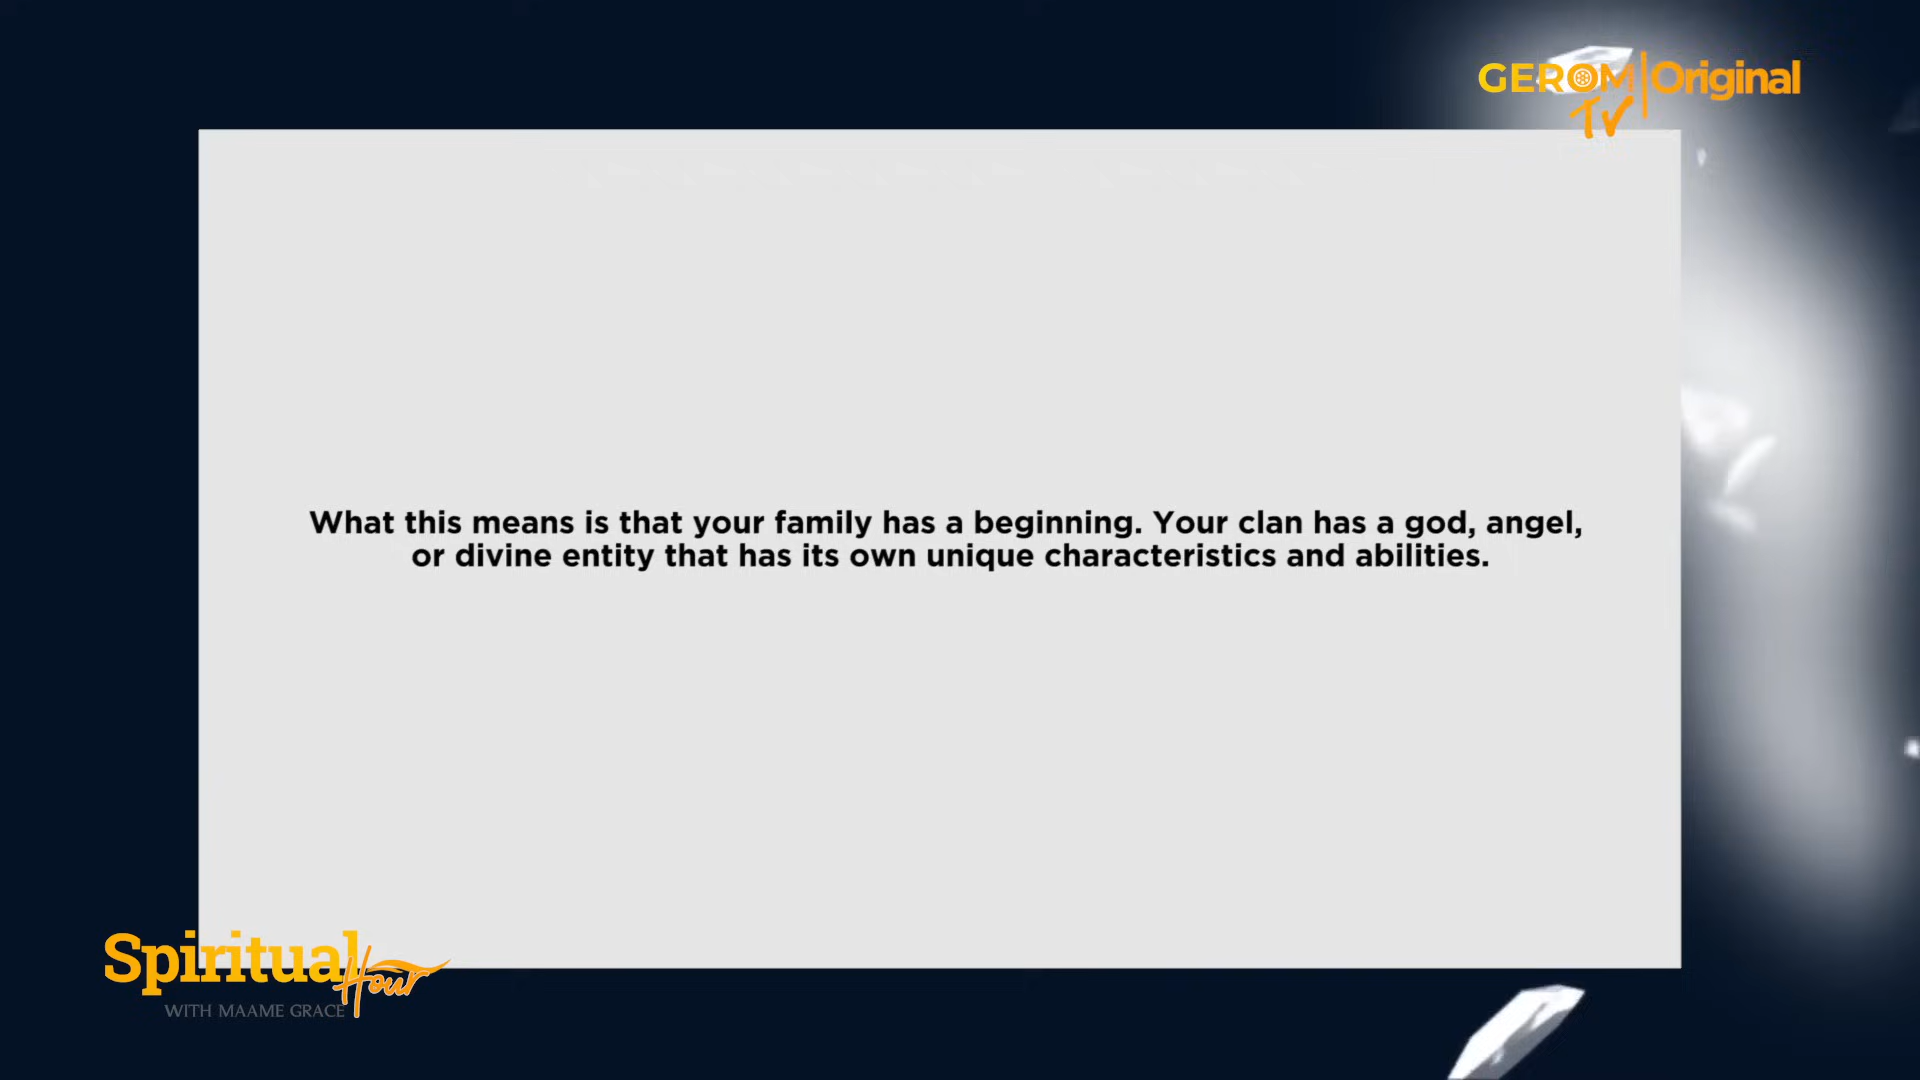 GEROM Original
TV
What this means is that your family has a beginning. Your clan has a god, angel,
or divine entity that has its own unique characteristics and abilities.
Spiritual
Hour
WITH MAAME GRACE